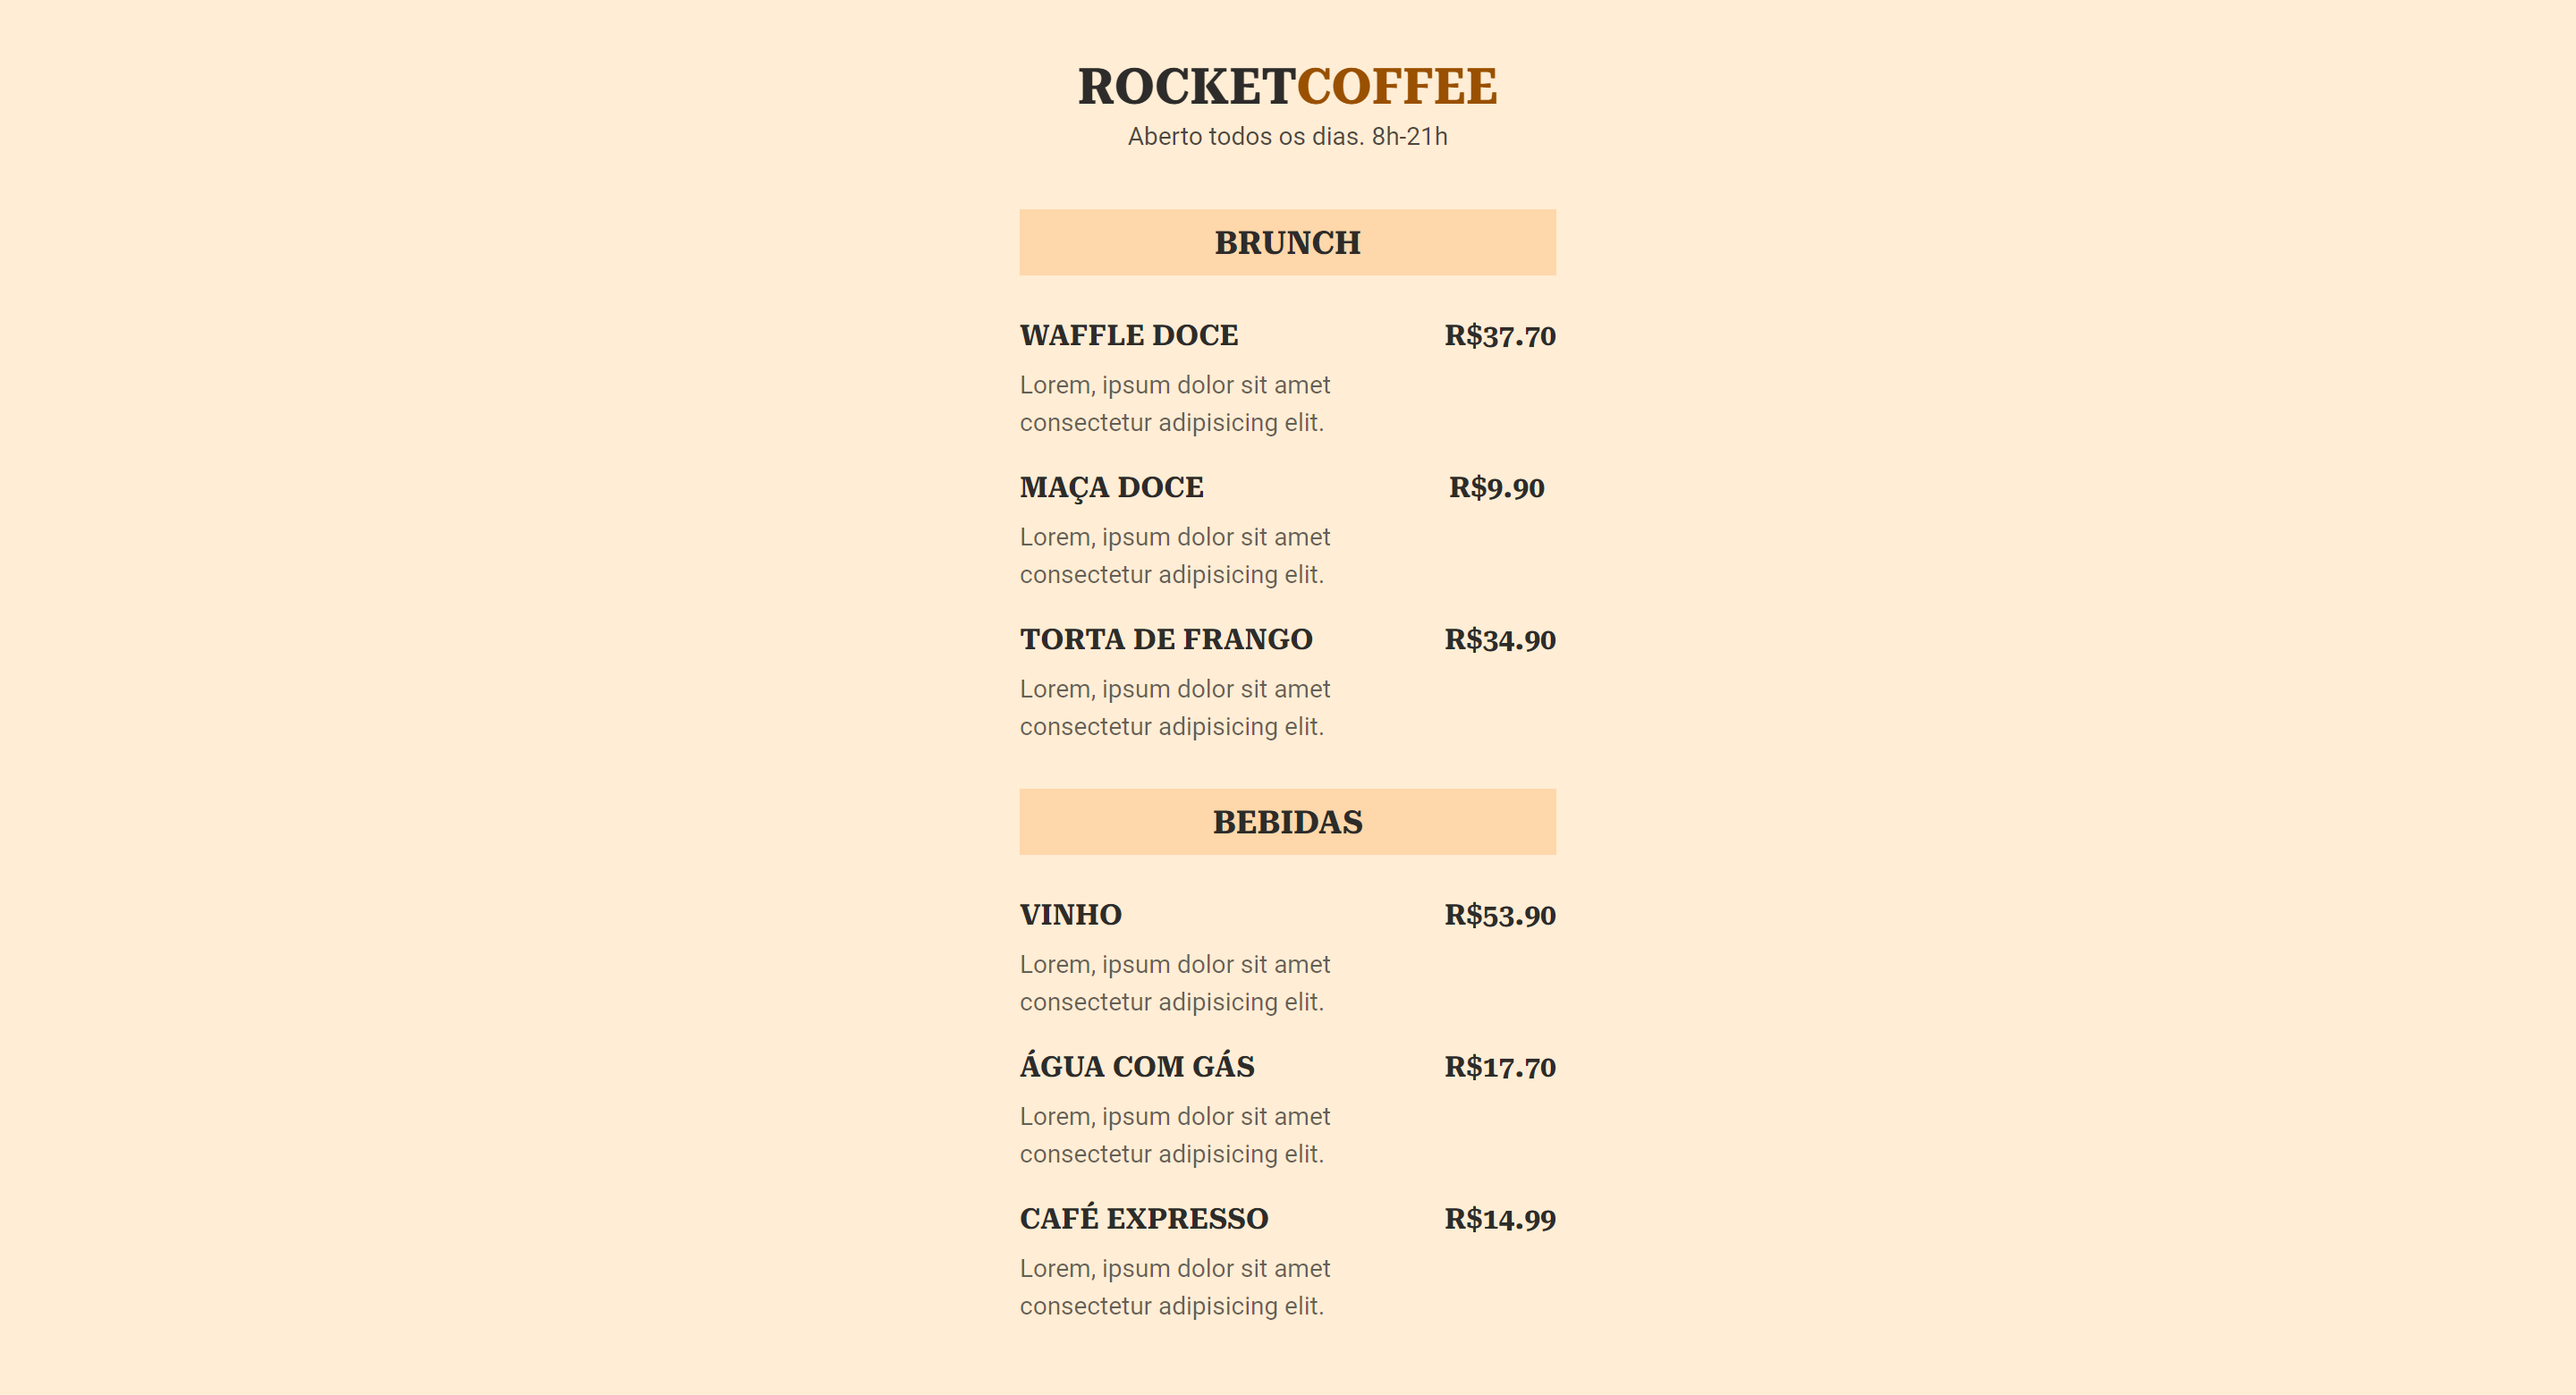 ROCKETCOFFEE
Aberto todos os dias. 8h-21h
BRUNCH
WAFFLE DOCE R$37.70
Lorem, ipsum dolor sit amet
consectetur adipisicing elit.
MAÇA DOCE R$9.90
Lorem, ipsum dolor sit amet
consectetur adipisicing elit.
TORTA DE FRANGO R$34.90
Lorem, ipsum dolor sit amet
consectetur adipisicing elit.
BEBIDAS
VINHO R$53.90
Lorem, ipsum dolor sit amet
consectetur adipisicing elit.
ÁGUA COM GÁS R$17.70
Lorem, ipsum dolor sit amet
consectetur adipisicing elit.
CAFÉ EXPRESSO R$14.99
Lorem, ipsum dolor sit amet
consectetur adipisicing elit.